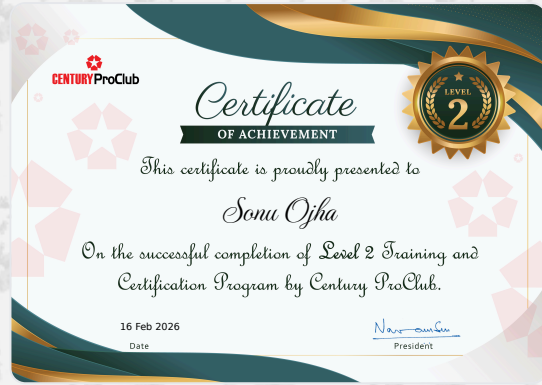 CENTURY ProClub
Certificate
OF ACHIEVEMENT
LEVEL
2
This certificate is proudly presented to
Sonu Ojha
On the successful completion of Level 2 Training and
Certification Program by Century ProClub.
16 Feb 2026
Date
President